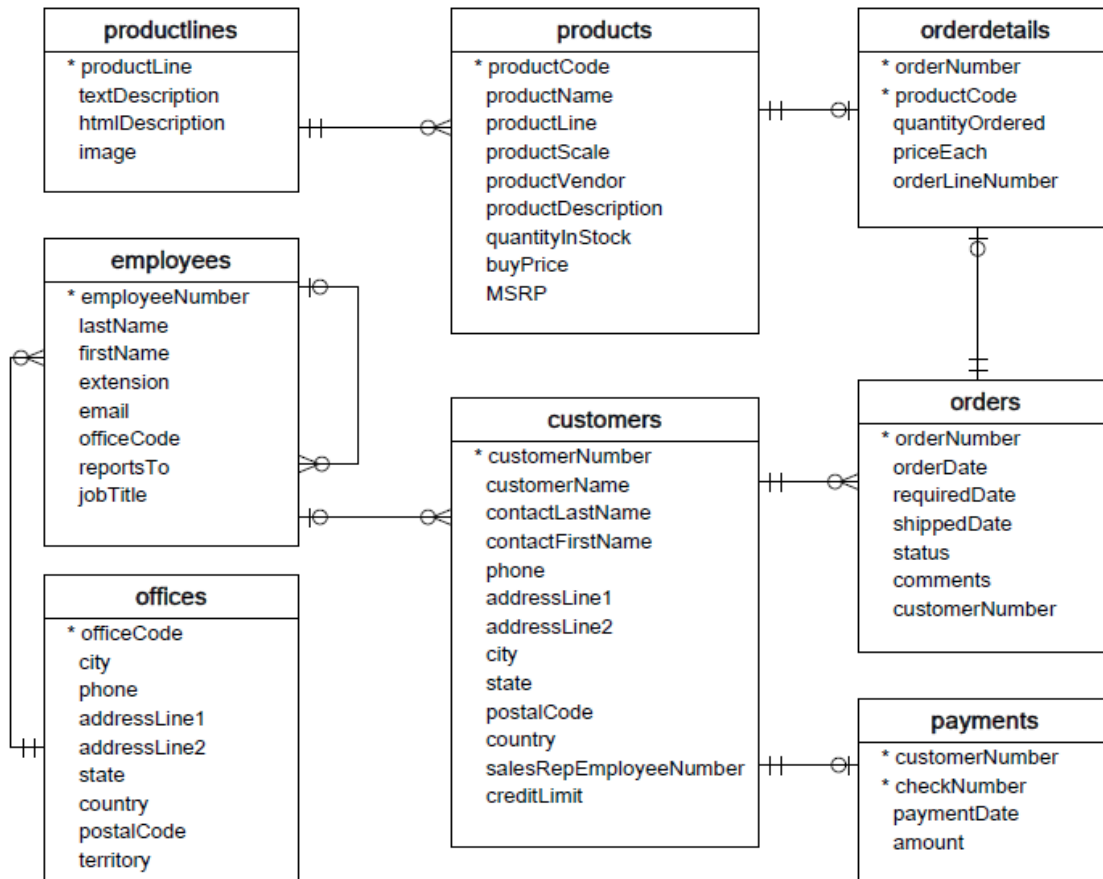 productlines
* productLine
textDescription
htmlDescription
image
products
* productCode
productName
productLine
productScale
productVendor
productDescription
quantityInStock
buyPrice
MSRP
orderdetails
* orderNumber
* productCode
quantityOrdered
priceEach
orderLineNumber
employees
* employeeNumber
lastName
firstName
extension
email
officeCode
reportsTo
jobTitle
customers
* customerNumber
customerName
contactLastName
contactFirstName
phone
addressLine1
addressLine2
city
state
postalCode
country
salesRepEmployeeNumber
creditLimit
orders
* orderNumber
orderDate
requiredDate
shippedDate
status
comments
customerNumber
offices
* officeCode
city
phone
addressLine1
addressLine2
state
country
postalCode
territory
payments
* customerNumber
* checkNumber
paymentDate
amount